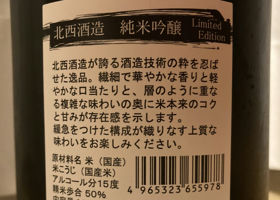 北西酒造 純米吟醸
Limited
Edition
北西酒造が誇る酒造技術の粋を忍ば
せた逸品。繊細で華やかな香りと軽
やかな口当たりと、層のように重な
る複雑な味わいの奥に米本来のコク
と甘みが存在感を示します。
緩急をつけた構成が織りなす上質な
味わいをお楽しみください。
原材料名 米(国産)
米こうじ(国産米)
アルコール分15度
精米歩合 50%
4965323655978